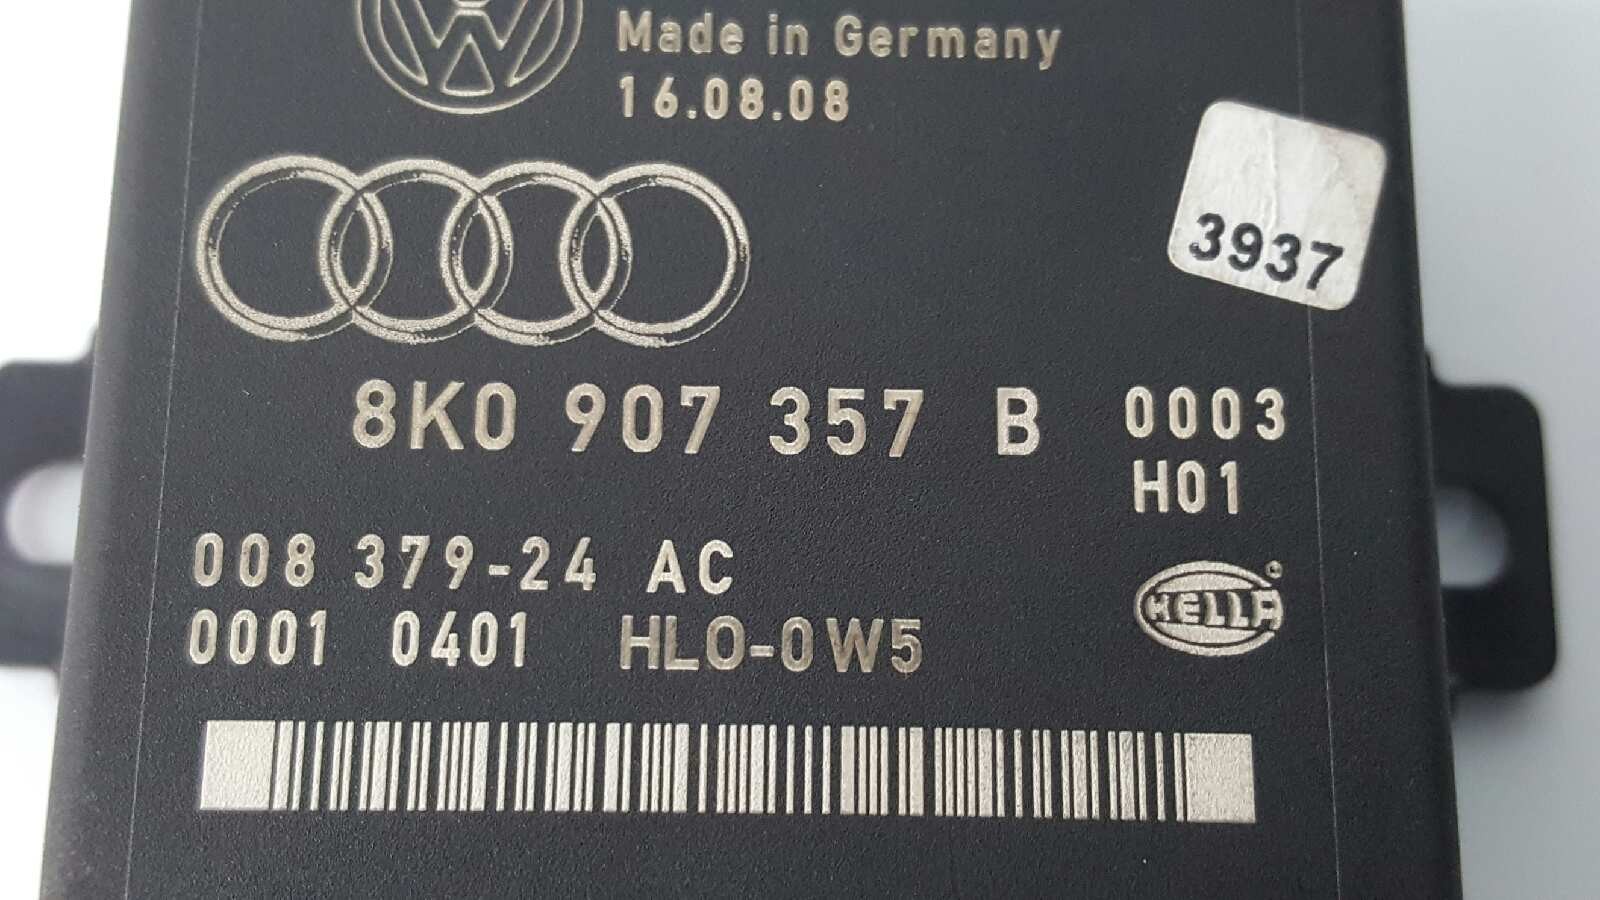 Made in Germany
16.08.08
3937
8K0 907 357 B 0003
H01
008 379-24 AC
0001 0401 HLO-0W5
HELLA